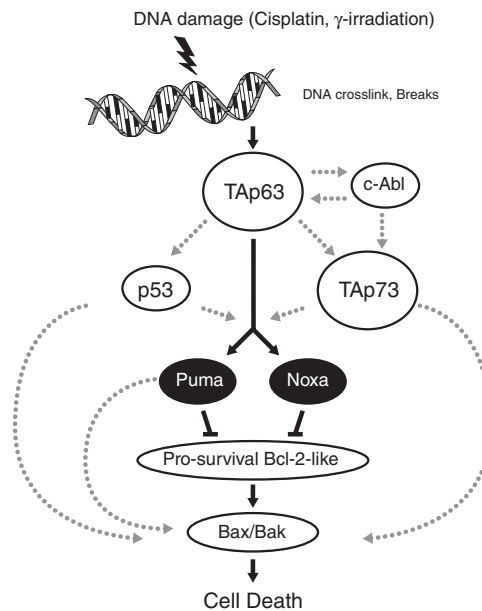 DNA damage (Cisplatin, γ-irradiation)
DNA crosslink, Breaks
TAp63
c-Abl
p53
TAp73
Puma
Noxa
Pro-survival Bcl-2-like
Bax/Bak
Cell Death